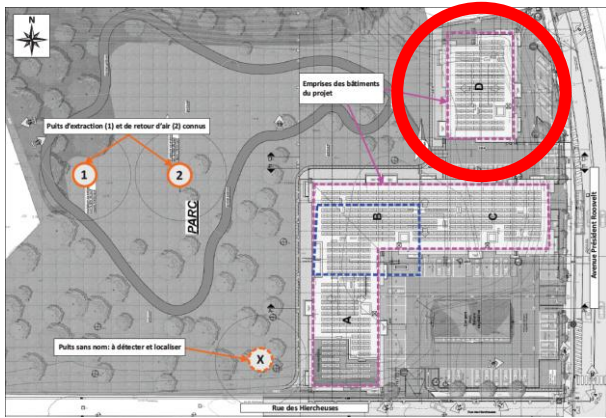 N
Emprises des bâtiments
du projet
D
Puits d'extraction (1) et de retour d'air (2) connus
1
2
PARC
B
C
A
Avenue Président Roosvelt
Puits sans nom: à détecter et localiser
X
Rue des Hiercheuses